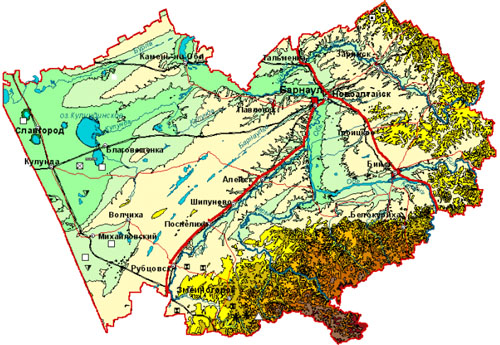 Камень-на-Оби
Тальменка
Барнаул
Новоалтайск
Павловск
оз. Кулундинское
Славгород
Кулунда
Благовещенка
Троицкое
Бийск
Алейск
Шипуново
Белокуриха
Волчиха
Поспелиха
Михайловский
Рубцовск
Змеиногорск